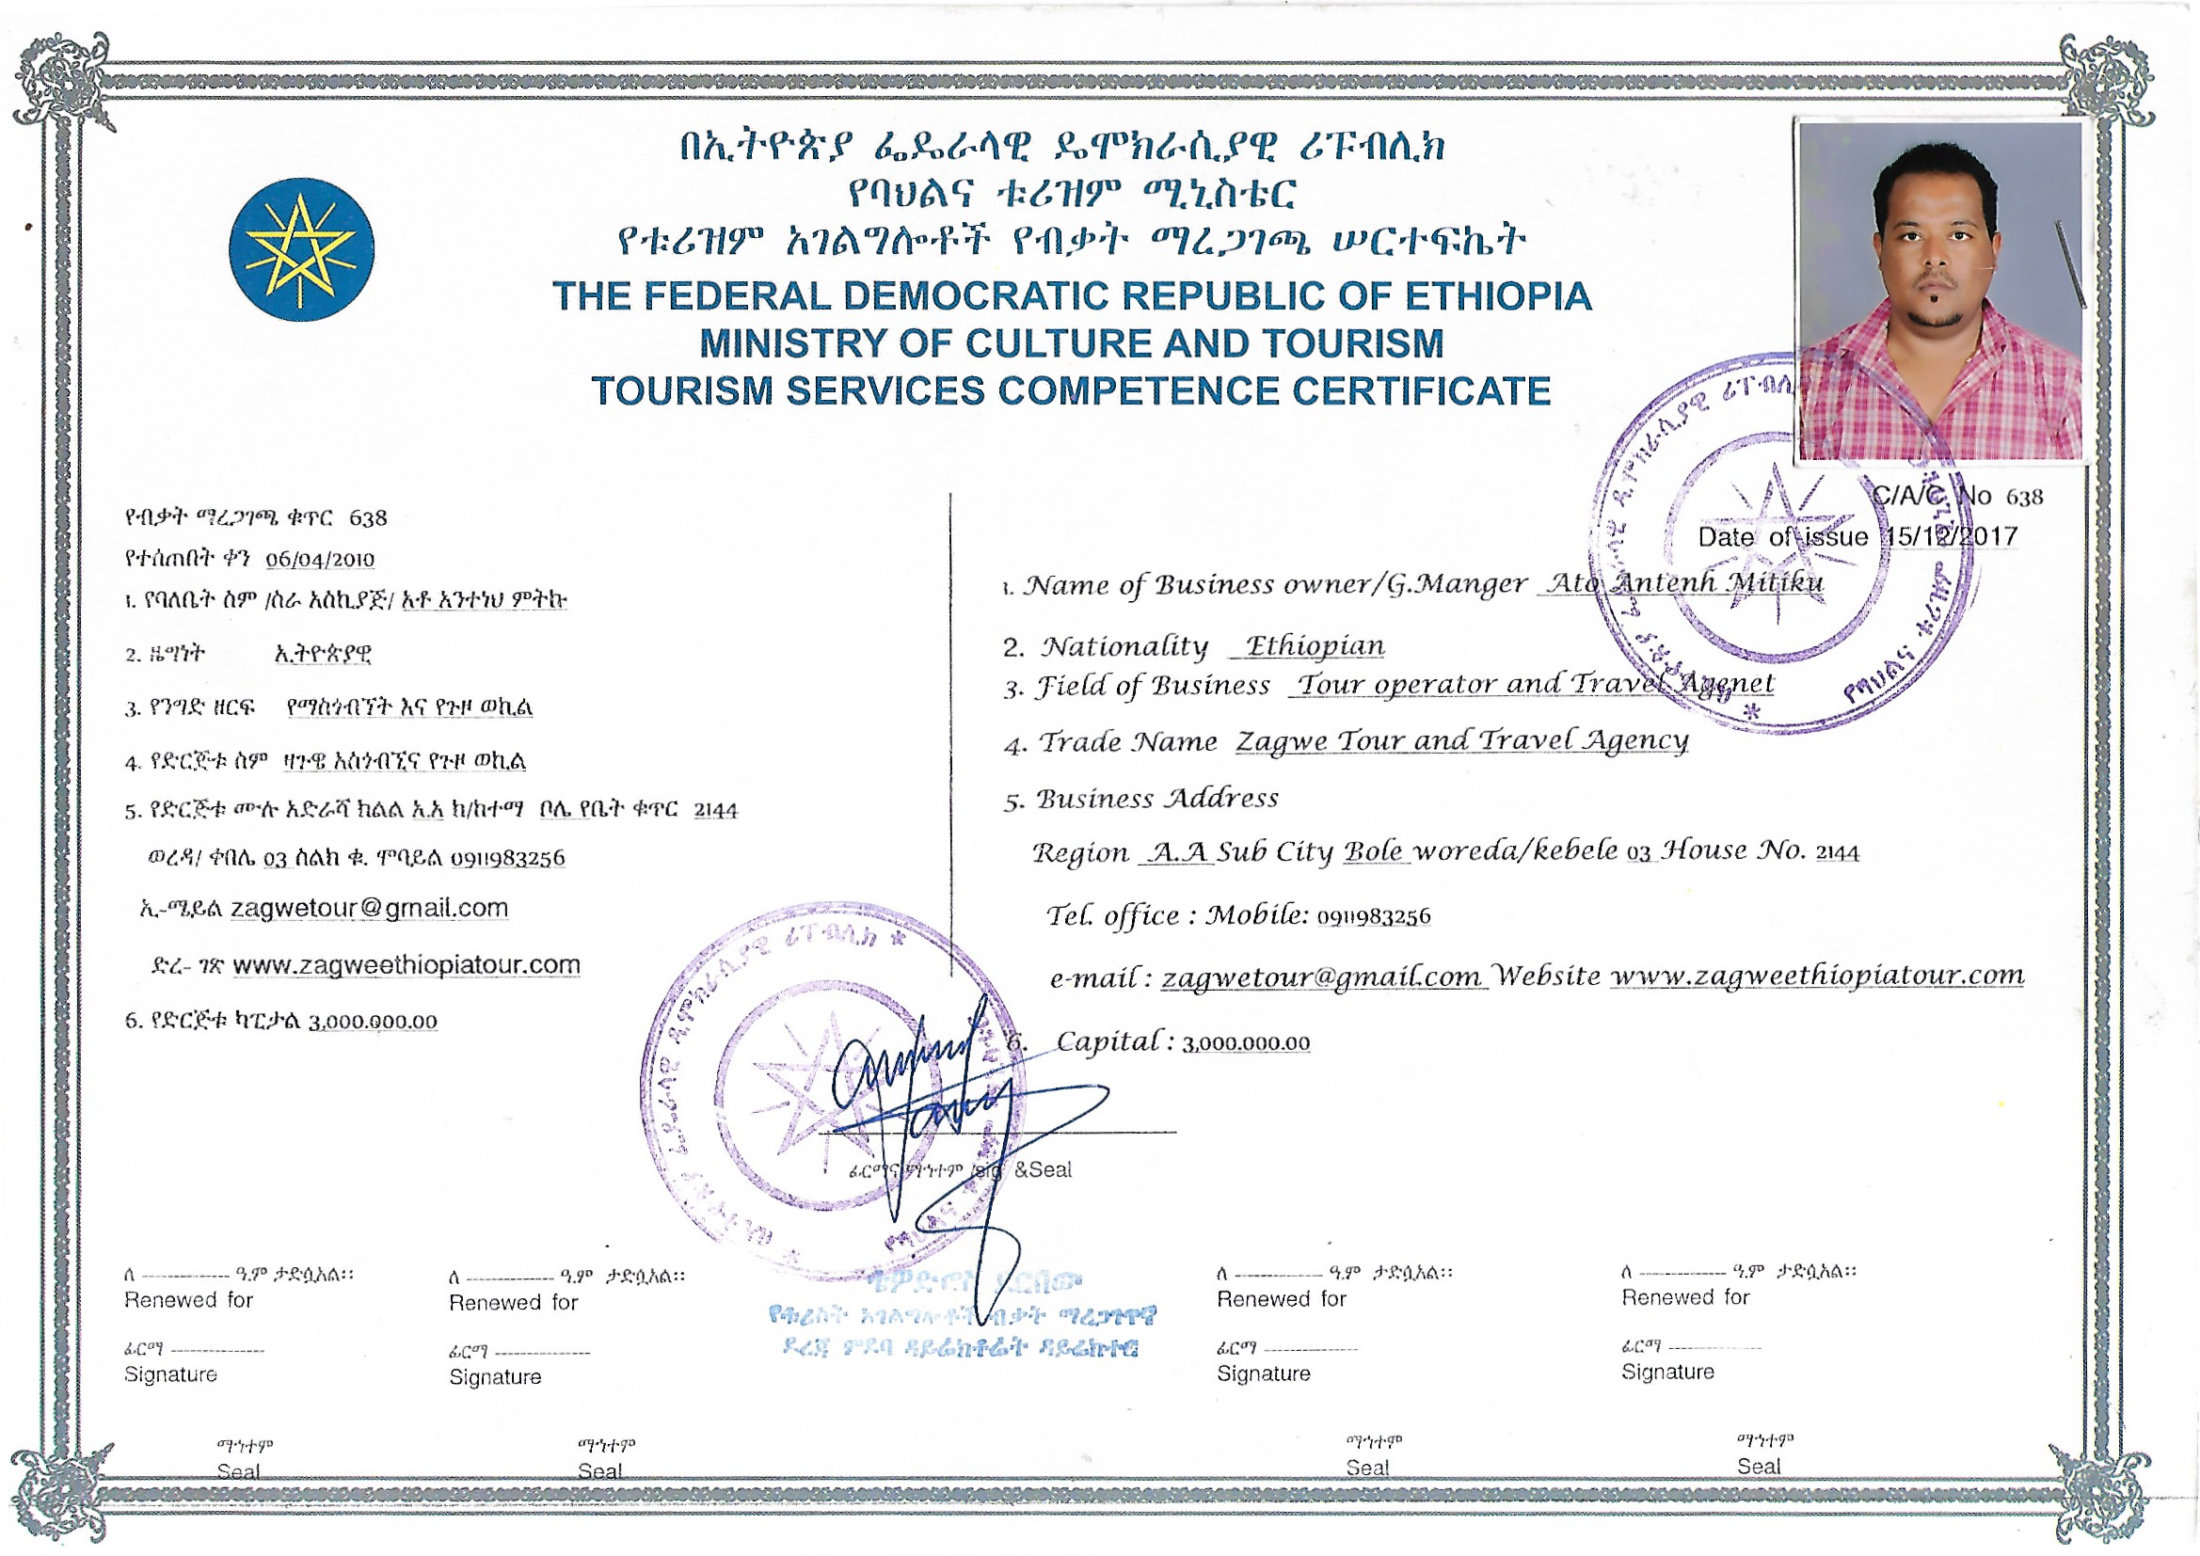 በኢትዮጵያ ፌዴራላዊ ዴሞክራሲያዊ ሪፑብሊክ
የባህልና ቱሪዝም ሚኒስቴር
የቱሪዝም አገልግሎቶች የብቃት ማረጋገጫ ሠርተፍኬት
THE FEDERAL DEMOCRATIC REPUBLIC OF ETHIOPIA
MINISTRY OF CULTURE AND TOURISM
TOURISM SERVICES COMPETENCE CERTIFICATE
የብቃት ማረጋገጫ ቁጥር 638
የተሰጠበት ቀን 06/04/2010
1. የባለቤት ስም /ስራ አስኪያጅ/ አቶ አንተነህ ምትኩ
2. ዜግነት ኢትዮጵያዊ
3. የንግድ ዘርፍ የማስጎብኘት እና የጉዞ ወኪል
4. የድርጅቱ ስም ዛጉዌ አስጎብኚና የጉዞ ወኪል
5. የድርጅቱ ሙሉ አድራሻ ክልል አ.አ ክ/ከተማ ቦሌ የቤት ቁጥር 2144
ወረዳ/ ቀበሌ 03 ስልክ ቁ. ሞባይል 0911983256
ኢ-ሜይል zagwetour@gmail.com
ድረ- ገጽ www.zagweethiopiatour.com
6. የድርጅቱ ካፒታል 3,000.000.00
C/A/C No 638
Date of issue 15/12/2017
1. Name of Business owner/G.Manger Ato Antenh Mitiku
2. Nationality Ethiopian
3. Field of Business Tour operator and Travel Agenet
4. Trade Name Zagwe Tour and Travel Agency
5. Business Address
Region A.A Sub City Bole woreda/kebele 03 House No. 2144
Tel. office : Mobile: 0911983256
e-mail : zagwetour@gmail.com Website www.zagweethiopiatour.com
6. Capital : 3,000.000.00
ፊርማና ማኅተም /sig &Seal
ለ ---------------- ዓ.ም ታድሷል፡፡
Renewed for
ፊርማ -----------------
Signature
ማኅተም
Seal
ለ ---------------- ዓ.ም ታድሷል፡፡
Renewed for
ፊርማ -----------------
Signature
ማኅተም
Seal
የቱሪስት አገልግሎቶች ብቃት ማረጋገጥና
ደረጃ ምደባ ዳይሬክቶሬት ዳይሬክተር
ለ ---------------- ዓ.ም ታድሷል፡፡
Renewed for
ፊርማ -----------------
Signature
ማኅተም
Seal
ለ ---------------- ዓ.ም ታድሷል፡፡
Renewed for
ፊርማ -----------------
Signature
ማኅተም
Seal